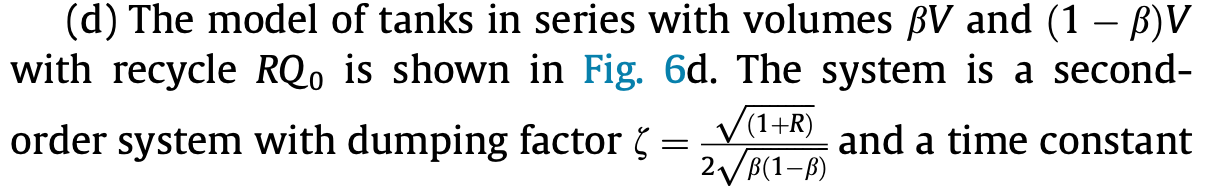 (d) The model of tanks in series with volumes βV and (1 − β)V
with recycle RQ₀ is shown in Fig. 6d. The system is a second-
order system with dumping factor ζ = √(1+R) / 2√β(1−β) and a time constant